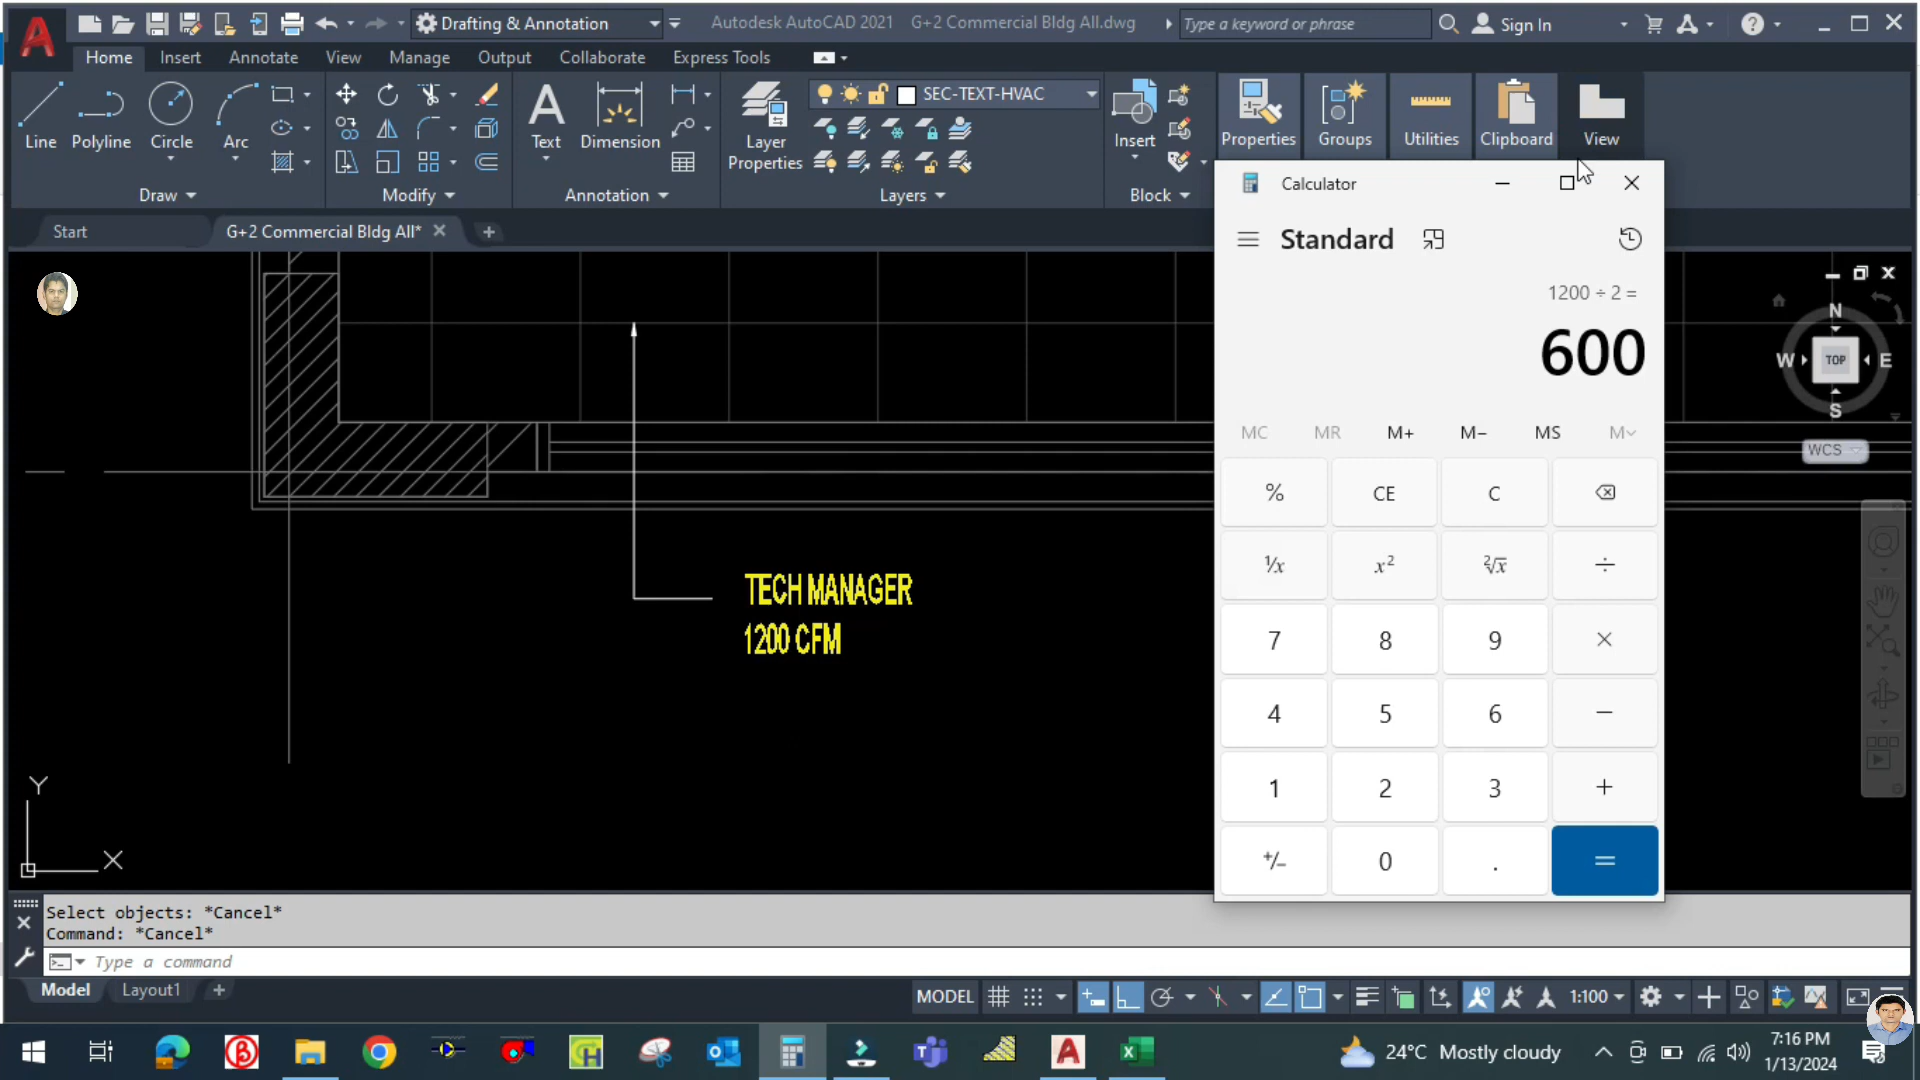 Drafting & Annotation
Autodesk AutoCAD 2021 G+2 Commercial Bldg All.dwg
Type a keyword or phrase
Sign In
Home Insert Annotate View Manage Output Collaborate Express Tools
SEC-TEXT-HVAC
Line Polyline Circle Arc
Text Dimension
Layer
Properties
Insert
Properties Groups Utilities Clipboard View
Draw Modify Annotation Layers Block
Start
G+2 Commercial Bldg All*
Calculator
Standard
1200 ÷ 2 =
600
MC MR M+ M− MS M
% CE C
¹/x x² ²√x ÷
7 8 9 ×
4 5 6 −
1 2 3 +
+/− 0 . =
N
W TOP E
S
WCS
TECH MANAGER
1200 CFM
Y
X
Select objects: *Cancel*
Command: *Cancel*
Type a command
Model Layout1
MODEL
1:100
24°C Mostly cloudy
7:16 PM
1/13/2024